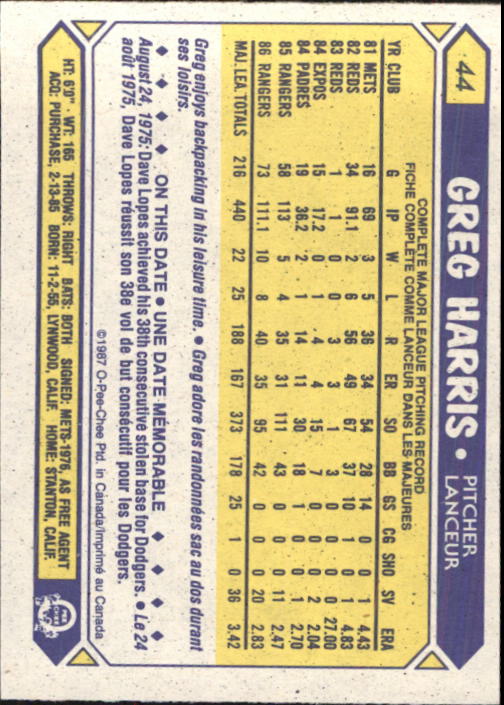 44
GREG HARRIS • PITCHER
LANCEUR
COMPLETE MAJOR LEAGUE PITCHING RECORD
FICHE COMPLETE COMME LANCEUR DANS LES MAJEURES
YR CLUB G IP W L R ER SO BB GS CG SHO SV ERA
81 METS 16 69 3 5 36 34 54 28 14 0 0 1 4.43
82 REDS 34 91.1 2 6 56 49 67 37 10 1 0 1 4.83
83 REDS 1 1 0 0 3 3 1 3 0 0 0 0 27.00
84 EXPOS 15 17.2 0 1 4 4 15 7 0 0 0 2 2.04
84 PADRES 19 36.2 2 1 14 11 30 18 1 0 0 1 2.70
85 RANGERS 58 113 5 4 35 31 111 43 0 0 0 11 2.47
86 RANGERS 73 111.1 10 8 40 35 95 42 0 0 0 20 2.83
MAJ. LEA. TOTALS 216 440 22 25 188 167 373 178 25 1 0 36 3.42
Greg enjoys backpacking in his leisure time. • Greg adore les randonnées sac au dos durant
ses loisirs.
ON THIS DATE • UNE DATE MÉMORABLE
August 24, 1975: Dave Lopes achieved his 38th consecutive stolen base for Dodgers. • Le 24
août 1975, Dave Lopes réussit son 38e vol de but consécutif pour les Dodgers.
©1987 O-Pee-Chee Ptd. in Canada/Imprimé au Canada
HT: 6'0" WT: 165 THROWS: RIGHT BATS: BOTH SIGNED: METS-1976, AS FREE AGENT
ACQ: PURCHASE, 2-13-85 BORN: 11-2-55, LYNWOOD, CALIF. HOME: STANTON, CALIF.
O-PEE-CHEE